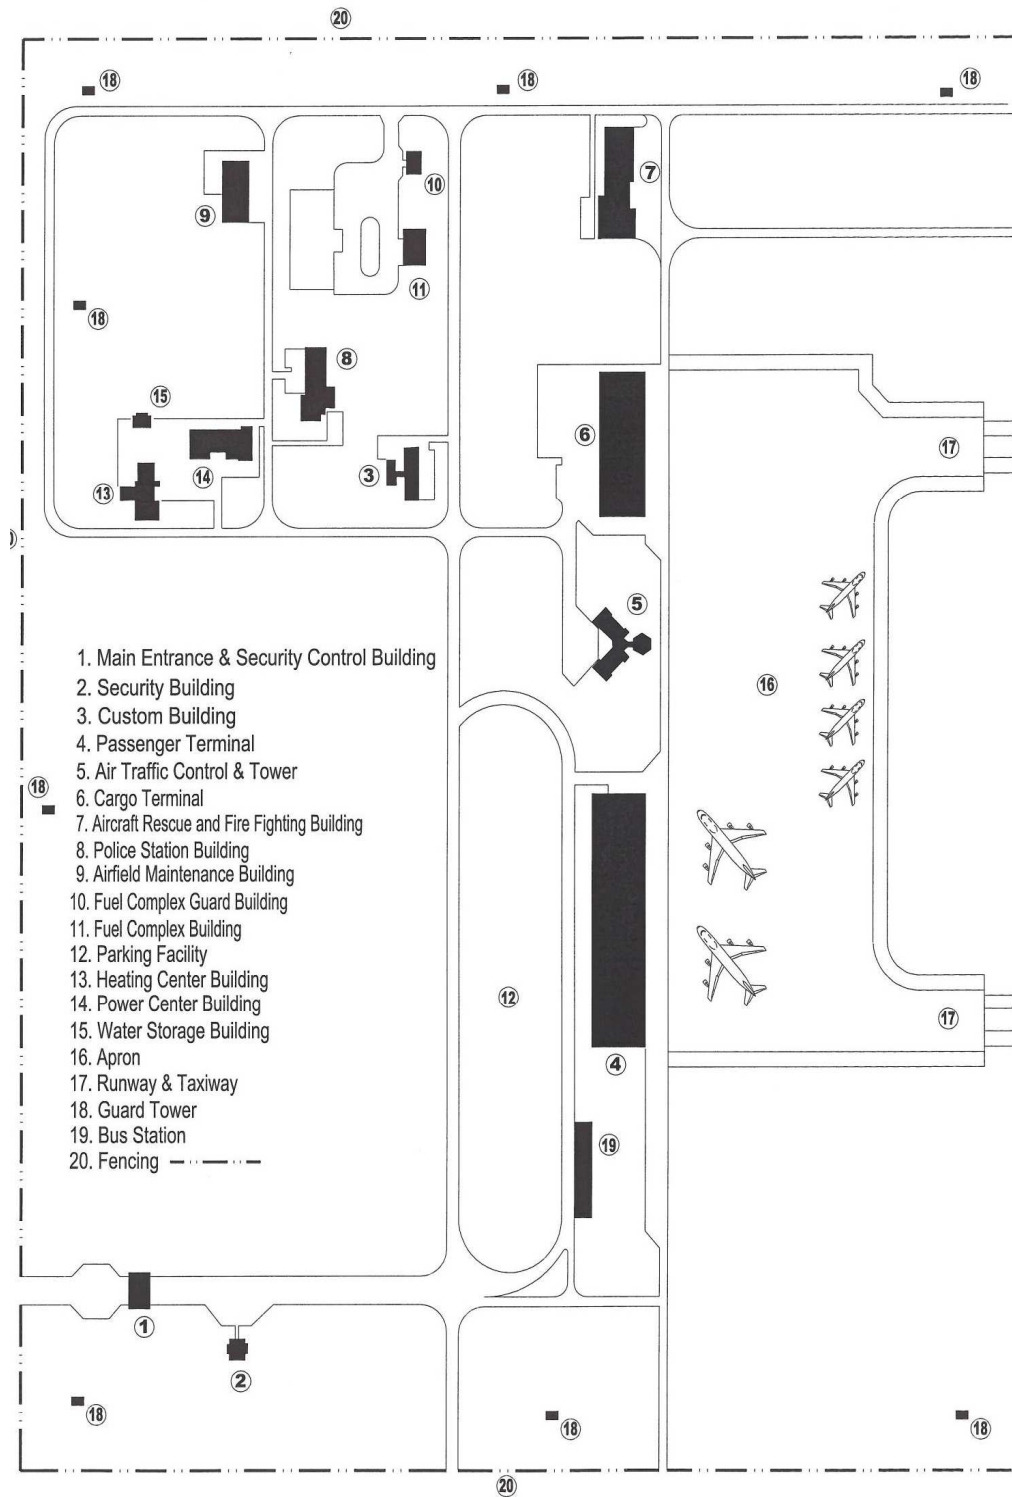 20
18
18
18
7
10
9
11
18
8
15
6
17
3
14
13
0
5
1. Main Entrance & Security Control Building
2. Security Building
3. Custom Building
4. Passenger Terminal
5. Air Traffic Control & Tower
6. Cargo Terminal
7. Aircraft Rescue and Fire Fighting Building
8. Police Station Building
9. Airfield Maintenance Building
10. Fuel Complex Guard Building
11. Fuel Complex Building
12. Parking Facility
13. Heating Center Building
14. Power Center Building
15. Water Storage Building
16. Apron
17. Runway & Taxiway
18. Guard Tower
19. Bus Station
20. Fencing
16
18
12
17
4
19
1
2
18
18
18
20